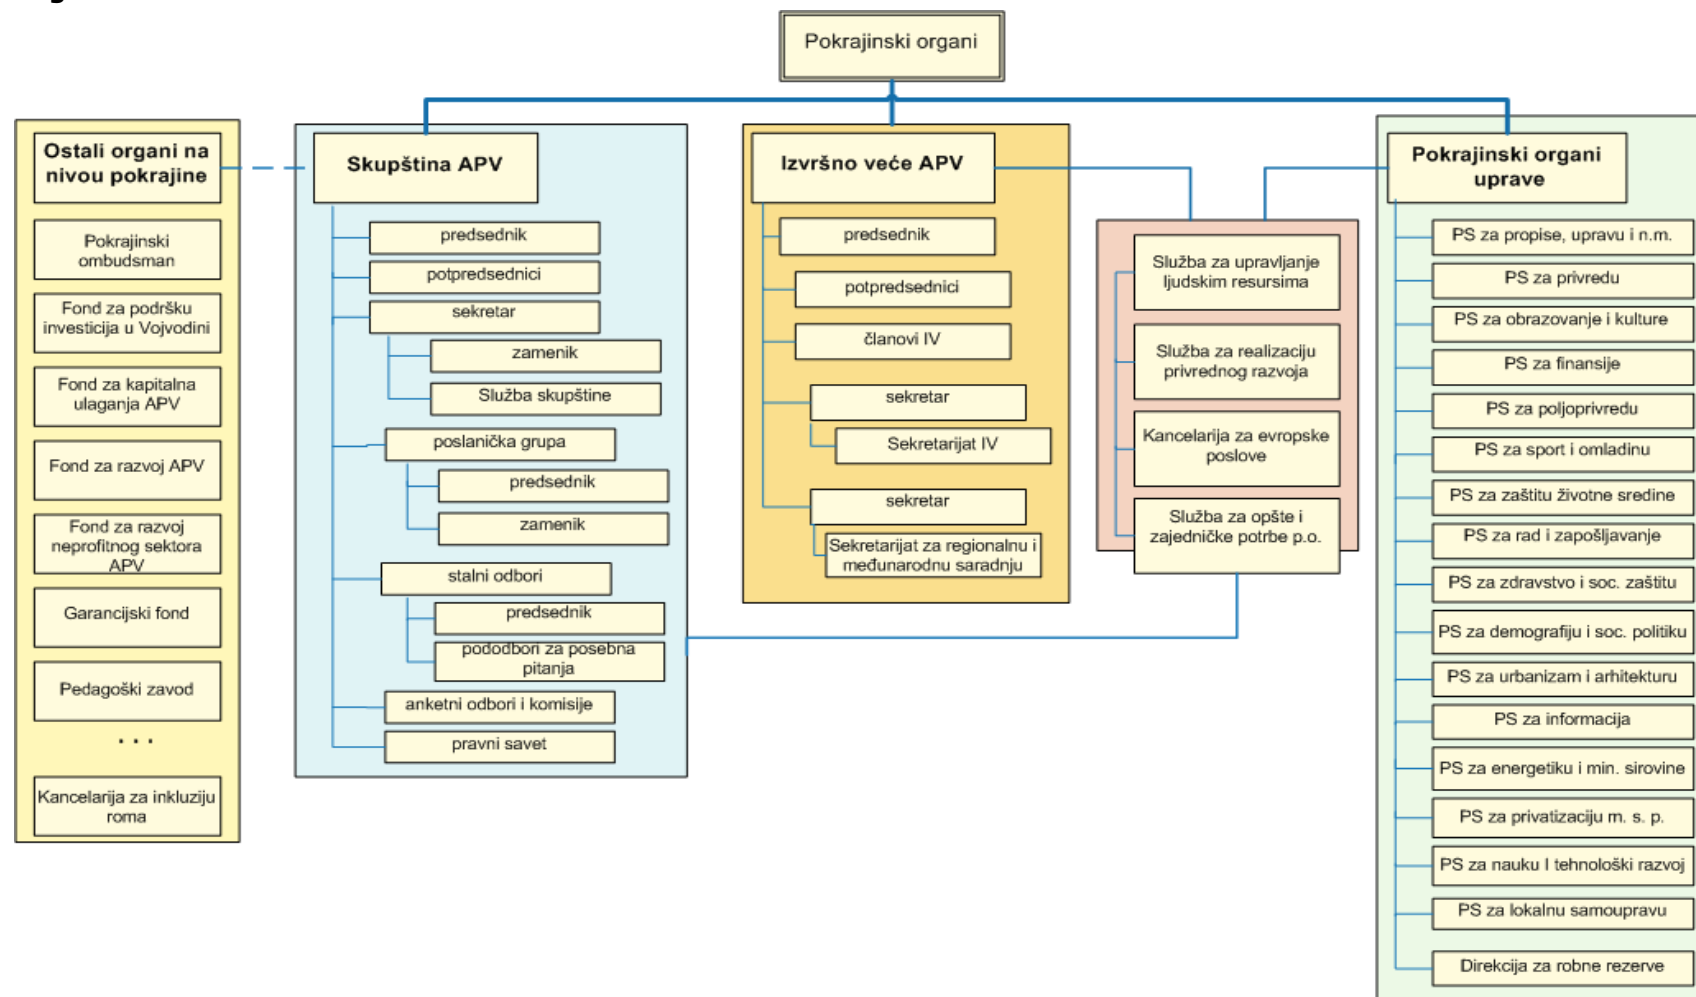 Pokrajinski organi
Ostali organi na
nivou pokrajine
Pokrajinski
ombudsman
Fond za podršku
investicija u Vojvodini
Fond za kapitalna
ulaganja APV
Fond za razvoj APV
Fond za razvoj
neprofitnog sektora
APV
Garancijski fond
Pedagoški zavod
. . .
Kancelarija za inkluziju
roma
Skupština APV
predsednik
potpredsednici
sekretar
zamenik
Služba skupštine
poslanička grupa
predsednik
zamenik
stalni odbori
predsednik
pododbori za posebna
pitanja
anketni odbori i komisije
pravni savet
Izvršno veće APV
predsednik
potpredsednici
članovi IV
sekretar
Sekretarijat IV
sekretar
Sekretarijat za regionalnu i
međunarodnu saradnju
Služba za upravljanje
ljudskim resursima
Služba za realizaciju
privrednog razvoja
Kancelarija za evropske
poslove
Služba za opšte i
zajedničke potrbe p.o.
Pokrajinski organi
uprave
PS za propise, upravu i n.m.
PS za privredu
PS za obrazovanje i kulture
PS za finansije
PS za poljoprivredu
PS za sport i omladinu
PS za zaštitu životne sredine
PS za rad i zapošljavanje
PS za zdravstvo i soc. zaštitu
PS za demografiju i soc. politiku
PS za urbanizam i arhitekturu
PS za informacija
PS za energetiku i min. sirovine
PS za privatizaciju m. s. p.
PS za nauku I tehnološki razvoj
PS za lokalnu samoupravu
Direkcija za robne rezerve